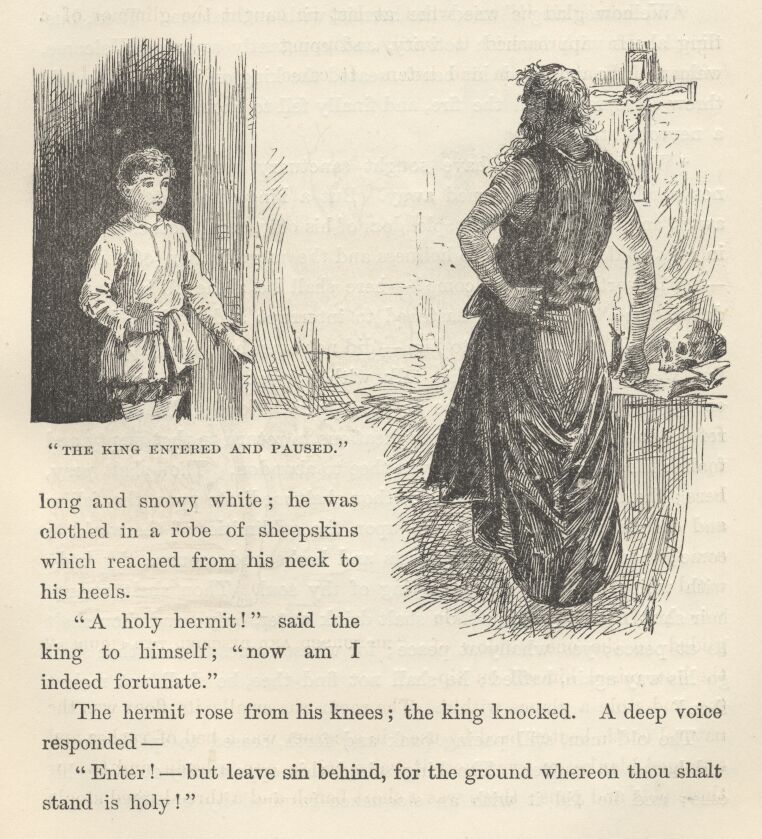 "THE KING ENTERED AND PAUSED."
long and snowy white; he was
clothed in a robe of sheepskins
which reached from his neck to
his heels.
"A holy hermit!" said the
king to himself; "now am I
indeed fortunate."
The hermit rose from his knees; the king knocked. A deep voice
responded—
"Enter!—but leave sin behind, for the ground whereon thou shalt
stand is holy!"